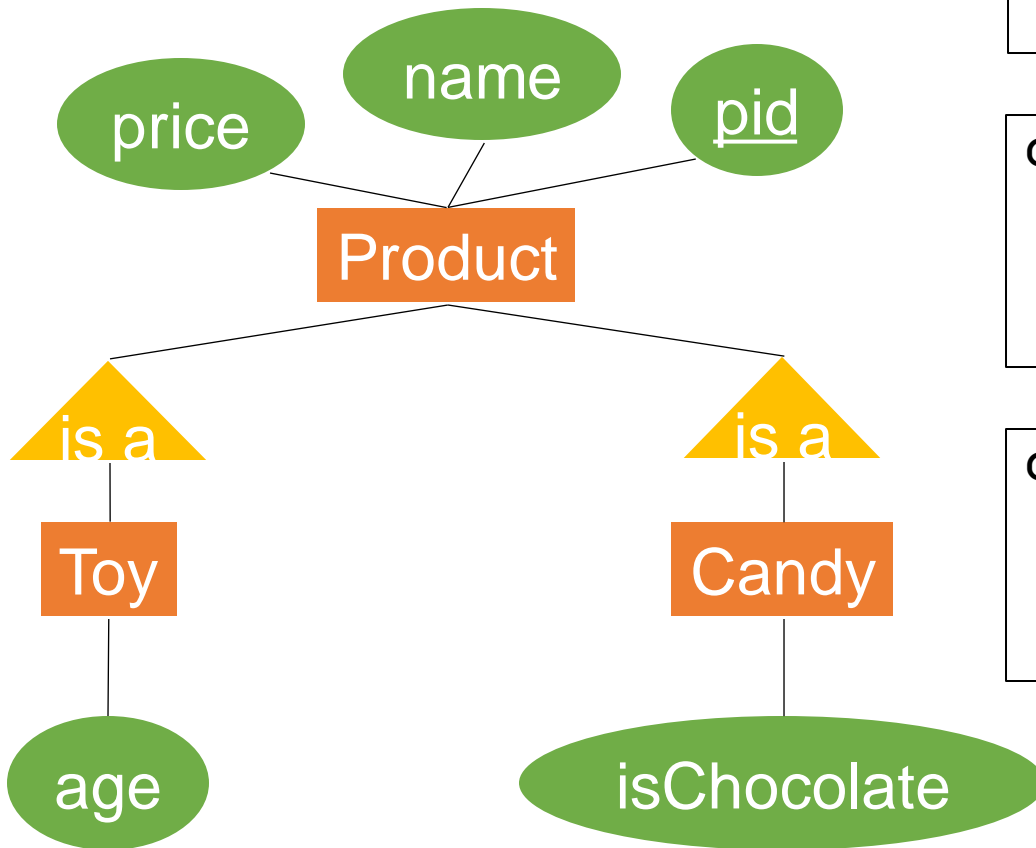 name
price
pid
Product
is a
is a
Toy
Candy
age
isChocolate